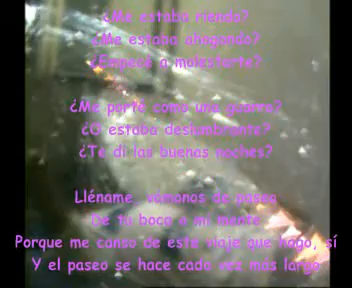 ¿Me estaba riendo?
¿Me estaba ahogando?
¿Empecé a molestarte?
¿Me porté como una
¿O estaba deslumbrante?
¿Te di las buenas noches?
Lléname, vámonos de paseo
De tu boca a mi mente
Porque me canso de este viaje que hago, sí
Y el paseo se hace cada vez más largo